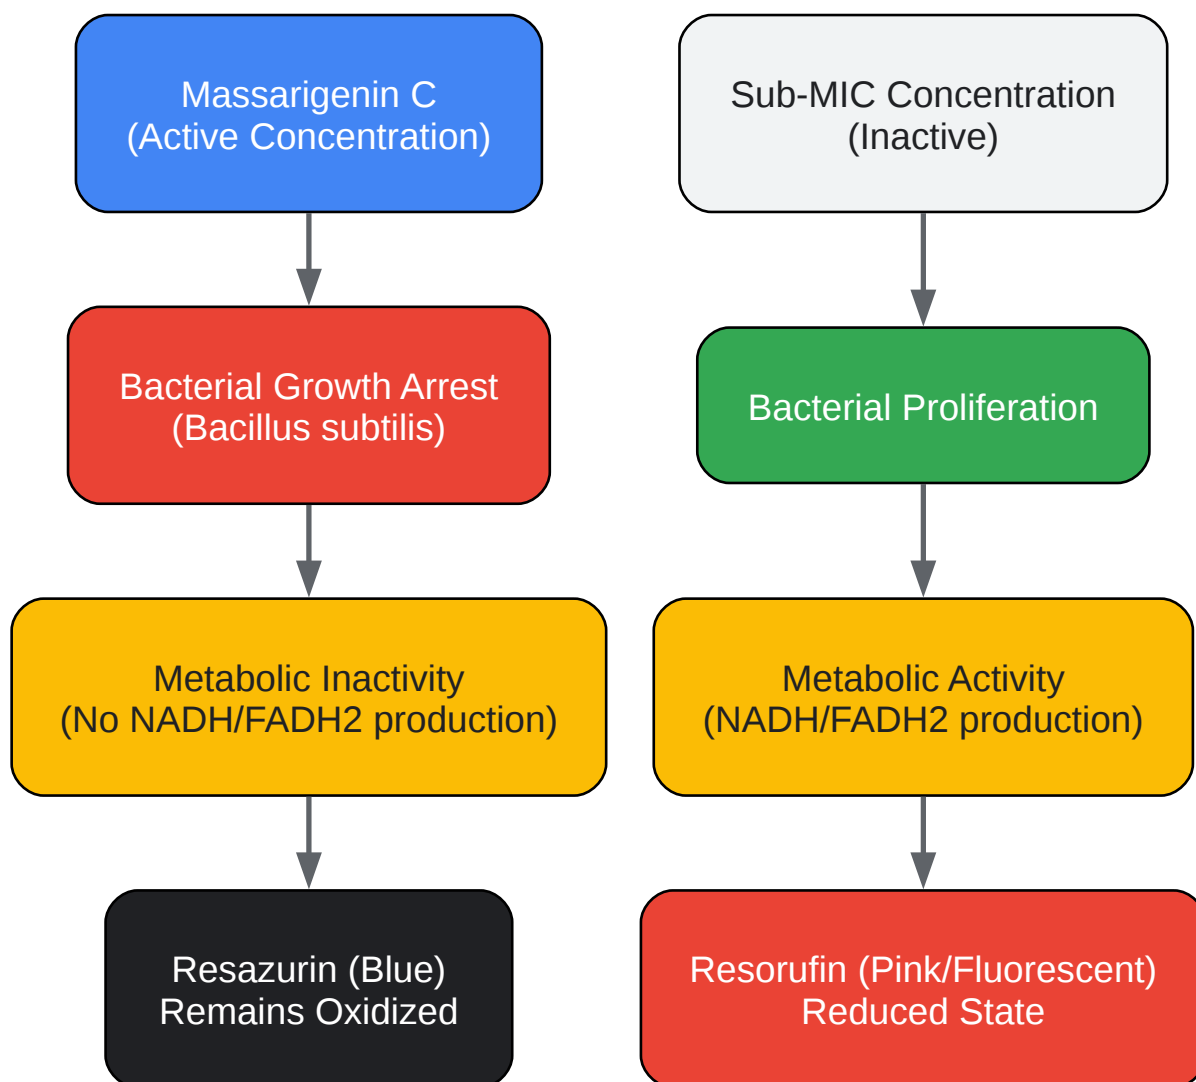 Massarigenin C
(Active Concentration)
Sub-MIC Concentration
(Inactive)
Bacterial Growth Arrest
(Bacillus subtilis)
Bacterial Proliferation
Metabolic Inactivity
(No NADH/FADH2 production)
Metabolic Activity
(NADH/FADH2 production)
Resazurin (Blue)
Remains Oxidized
Resorufin (Pink/Fluorescent)
Reduced State